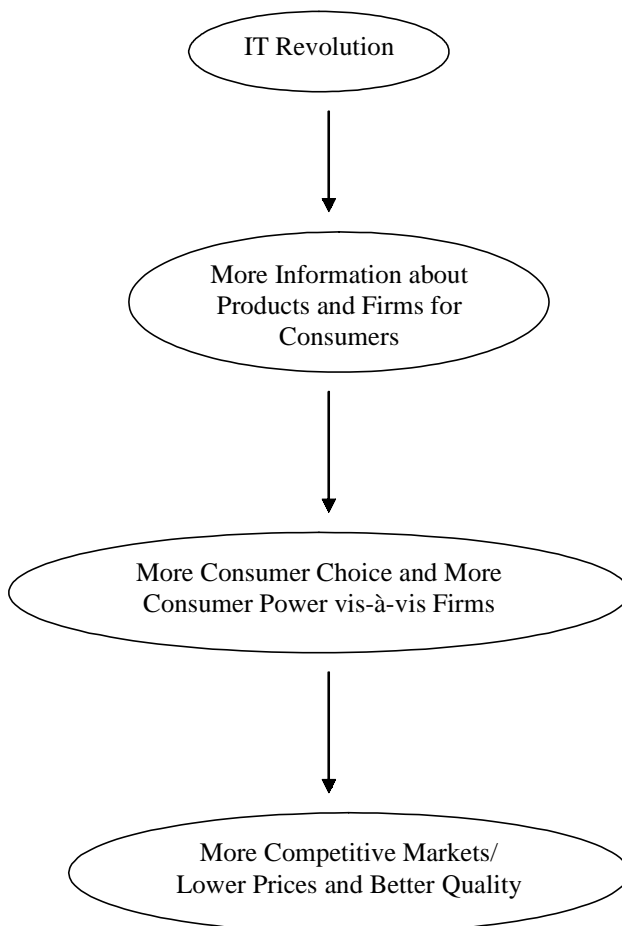 IT Revolution
More Information about
Products and Firms for
Consumers
More Consumer Choice and More
Consumer Power vis-à-vis Firms
More Competitive Markets/
Lower Prices and Better Quality